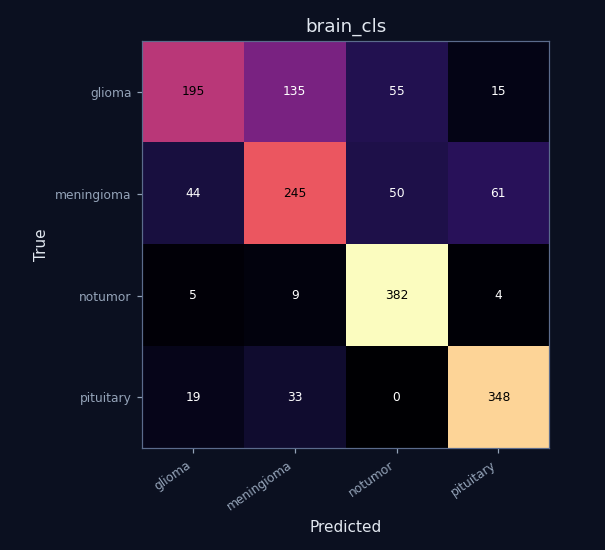 brain_cls
glioma 195 135 55 15
meningioma 44 245 50 61
notumor 5 9 382 4
pituitary 19 33 0 348
glioma meningioma notumor pituitary
True
Predicted